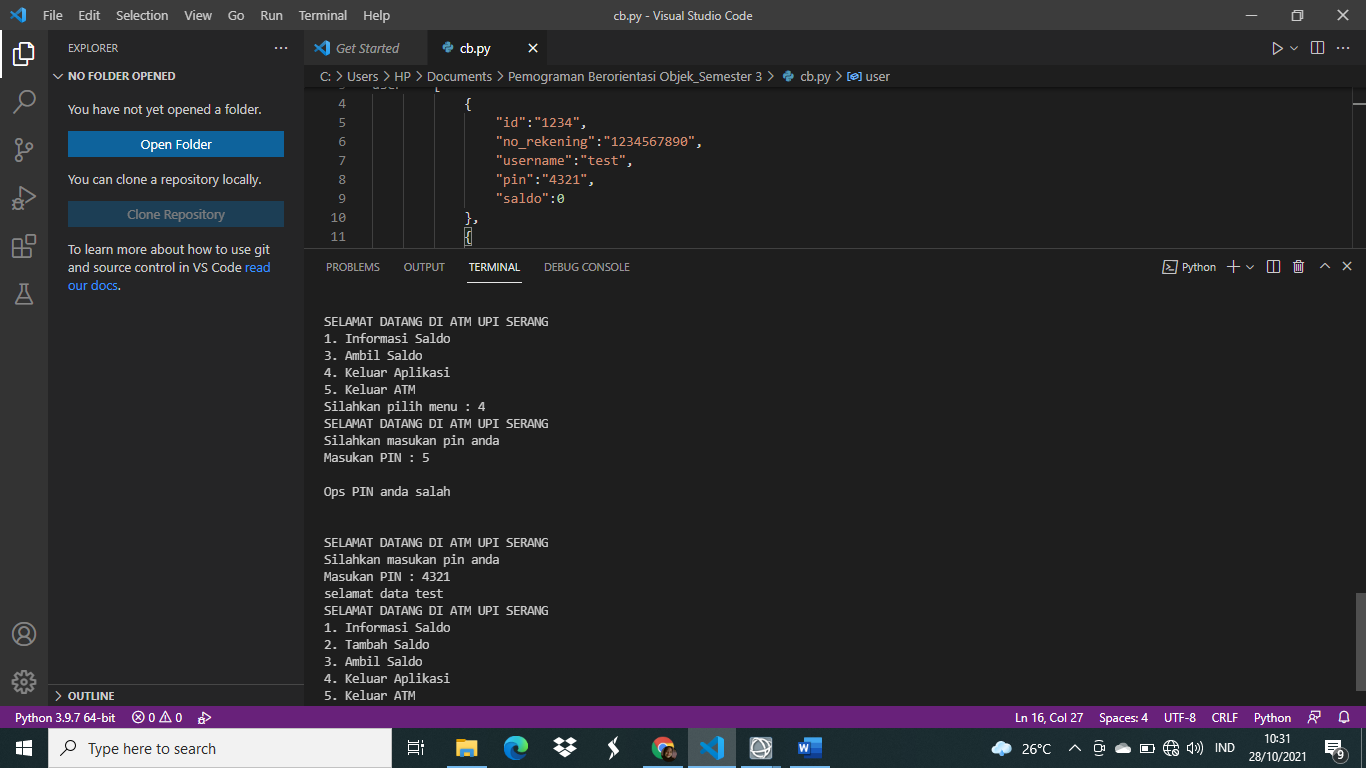 File Edit Selection View Go Run Terminal Help cb.py - Visual Studio Code
EXPLORER
NO FOLDER OPENED
You have not yet opened a folder.
Open Folder
You can clone a repository locally.
Clone Repository
To learn more about how to use git
and source control in VS Code read
our docs.
OUTLINE
Get Started cb.py
C: > Users > HP > Documents > Pemograman Berorientasi Objek_Semester 3 > cb.py > user
4 {
5 "id":"1234",
6 "no_rekening":"1234567890",
7 "username":"test",
8 "pin":"4321",
9 "saldo":0
10 },
11 {
PROBLEMS OUTPUT TERMINAL DEBUG CONSOLE Python
SELAMAT DATANG DI ATM UPI SERANG
1. Informasi Saldo
3. Ambil Saldo
4. Keluar Aplikasi
5. Keluar ATM
Silahkan pilih menu : 4
SELAMAT DATANG DI ATM UPI SERANG
Silahkan masukan pin anda
Masukan PIN : 5
Ops PIN anda salah
SELAMAT DATANG DI ATM UPI SERANG
Silahkan masukan pin anda
Masukan PIN : 4321
selamat data test
SELAMAT DATANG DI ATM UPI SERANG
1. Informasi Saldo
2. Tambah Saldo
3. Ambil Saldo
4. Keluar Aplikasi
5. Keluar ATM
Python 3.9.7 64-bit 0 0 Ln 16, Col 27 Spaces: 4 UTF-8 CRLF Python
Type here to search 26°C IND 10:31
28/10/2021 9